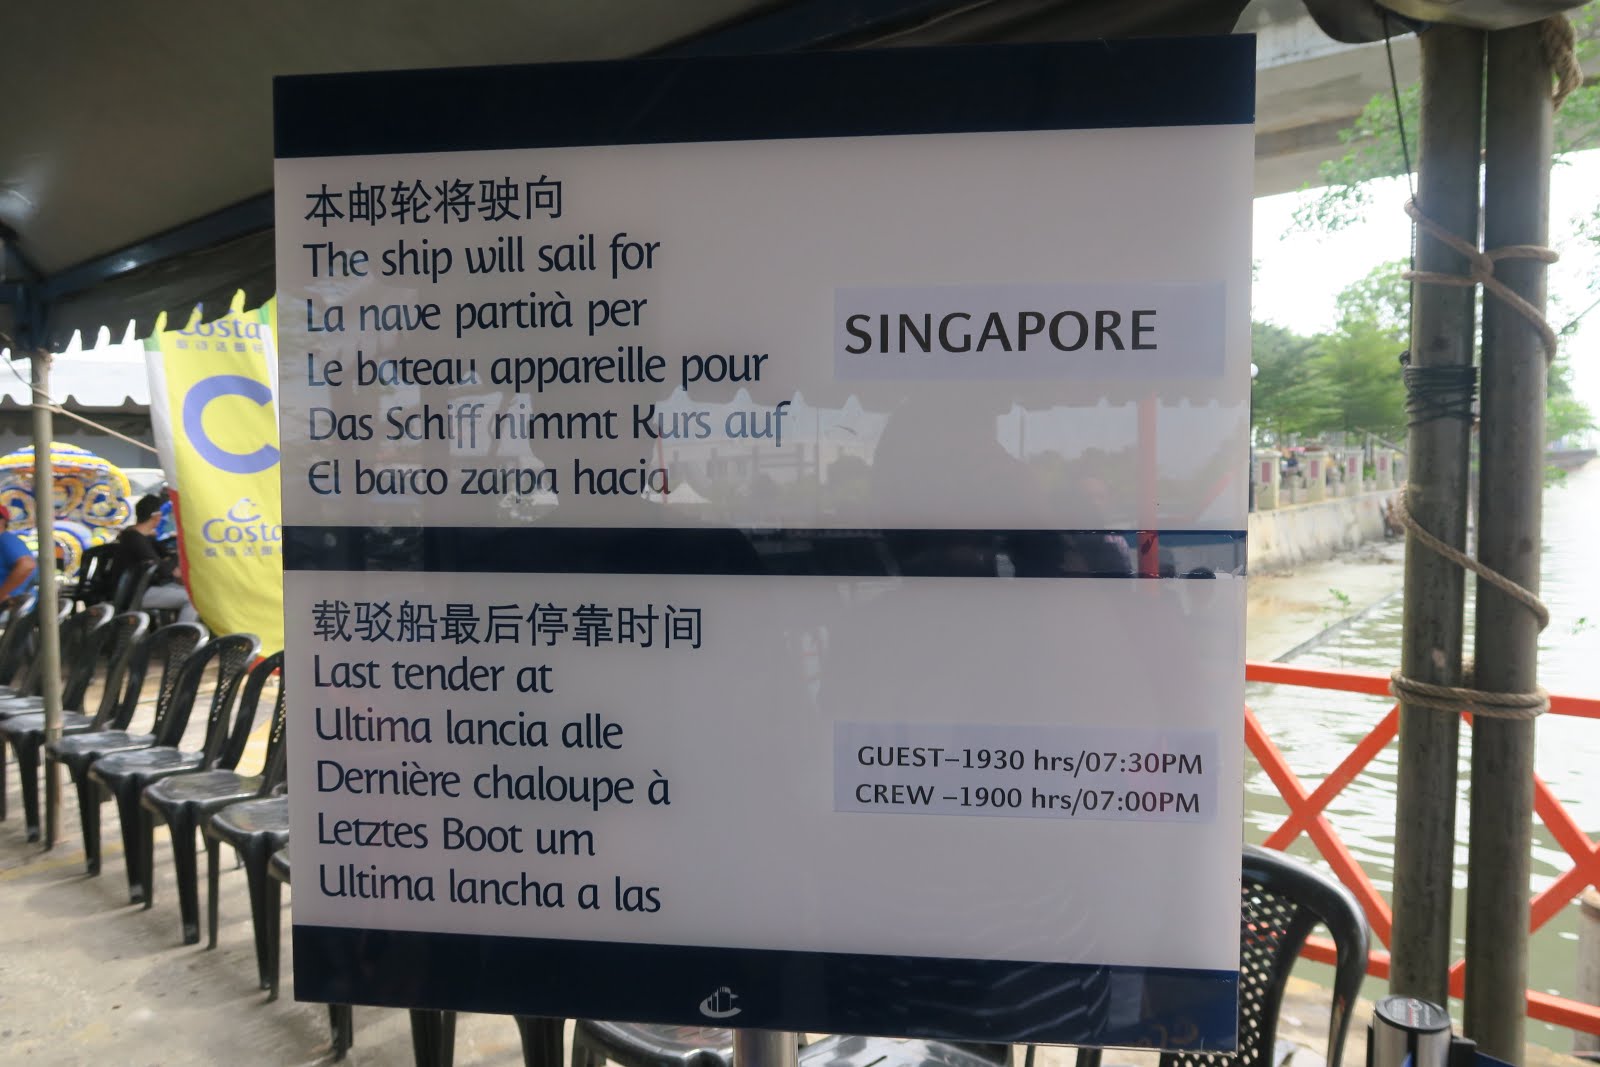 本邮轮将驶向
The ship will sail for
La nave partirà per
Le bateau appareille pour
Das Schiff nimmt Kurs auf
El barco zarpa hacia
SINGAPORE
载驳船最后停靠时间
Last tender at
Ultima lancia alle
Dernière chaloupe à
Letztes Boot um
Ultima lancha a las
GUEST–1930 hrs/07:30PM
CREW –1900 hrs/07:00PM
Costa
C
Costa